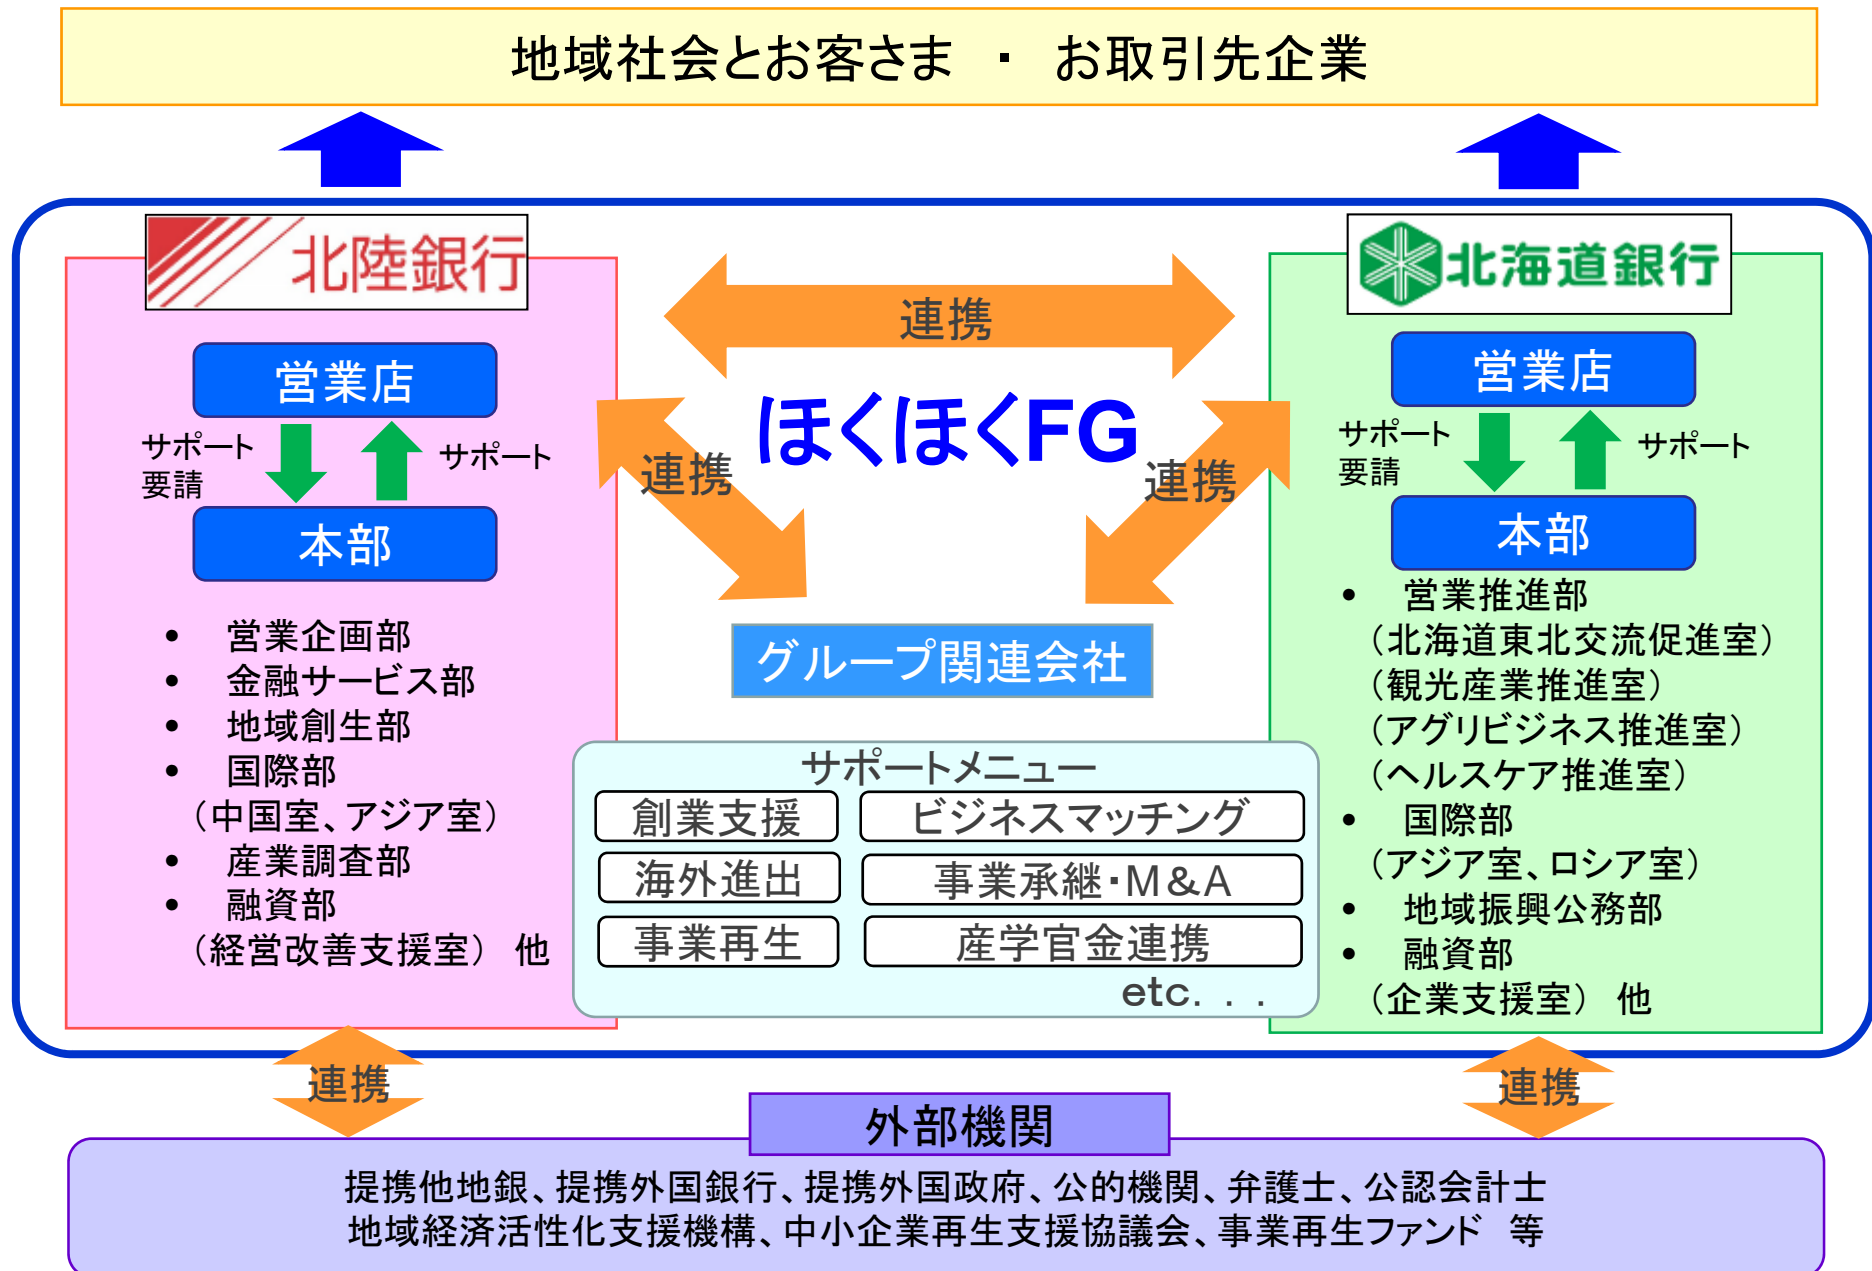 地域社会とお客さま ・ お取引先企業
北陸銀行
営業店
サポート
要請
サポート
本部
• 営業企画部
• 金融サービス部
• 地域創生部
• 国際部
（中国室、アジア室）
• 産業調査部
• 融資部
（経営改善支援室） 他
連携
ほくほくFG
連携
連携
グループ関連会社
サポートメニュー
創業支援
ビジネスマッチング
海外進出
事業承継・M＆A
事業再生
産学官金連携
etc．．．
北海道銀行
営業店
サポート
要請
サポート
本部
• 営業推進部
（北海道東北交流促進室）
（観光産業推進室）
（アグリビジネス推進室）
（ヘルスケア推進室）
• 国際部
（アジア室、ロシア室）
• 地域振興公務部
• 融資部
（企業支援室） 他
連携
連携
外部機関
提携他地銀、提携外国銀行、提携外国政府、公的機関、弁護士、公認会計士
地域経済活性化支援機構、中小企業再生支援協議会、事業再生ファンド 等